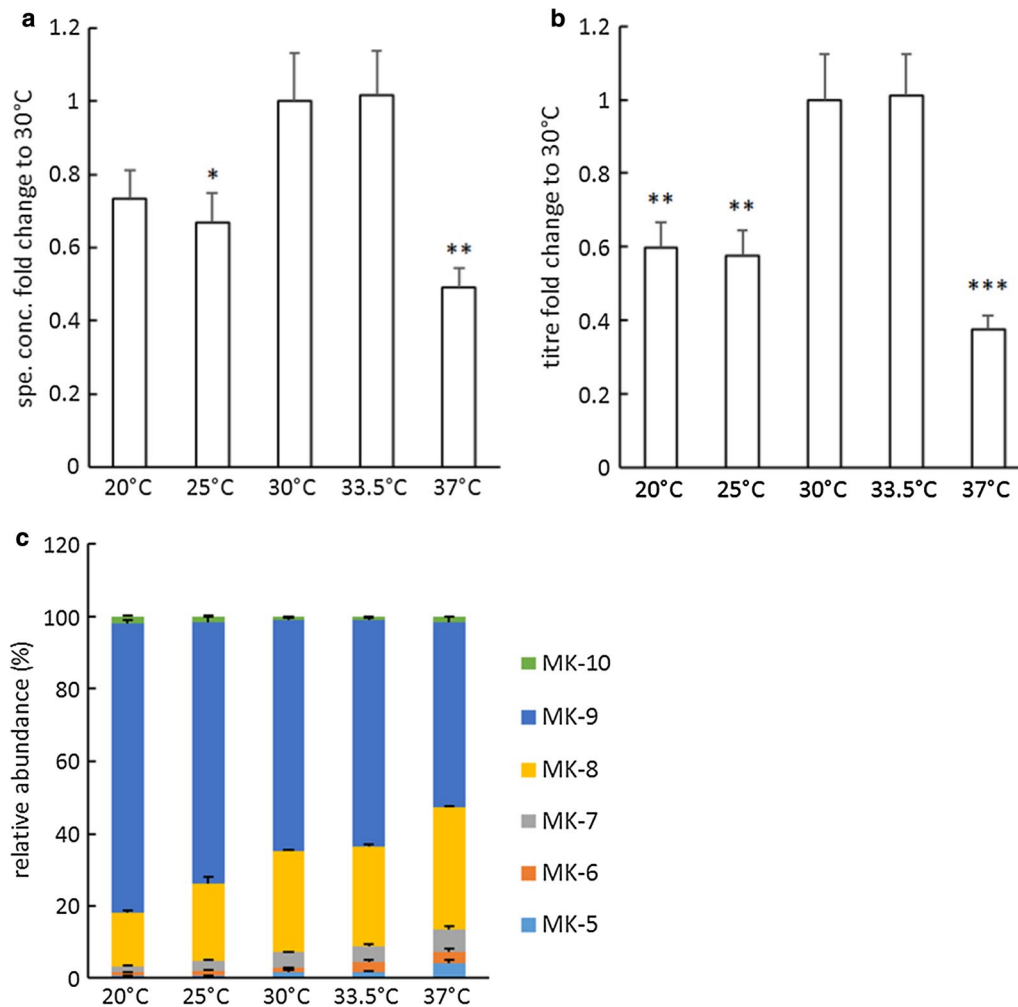 a
spe. conc. fold change to 30°C
1.2
1
0.8
0.6
0.4
0.2
0
*
**
20°C 25°C 30°C 33.5°C 37°C
b
titre fold change to 30°C
1.2
1
0.8
0.6
0.4
0.2
0
** **
***
20°C 25°C 30°C 33.5°C 37°C
c
relative abundance (%)
120
100
80
60
40
20
0
20°C 25°C 30°C 33.5°C 37°C
MK-10
MK-9
MK-8
MK-7
MK-6
MK-5